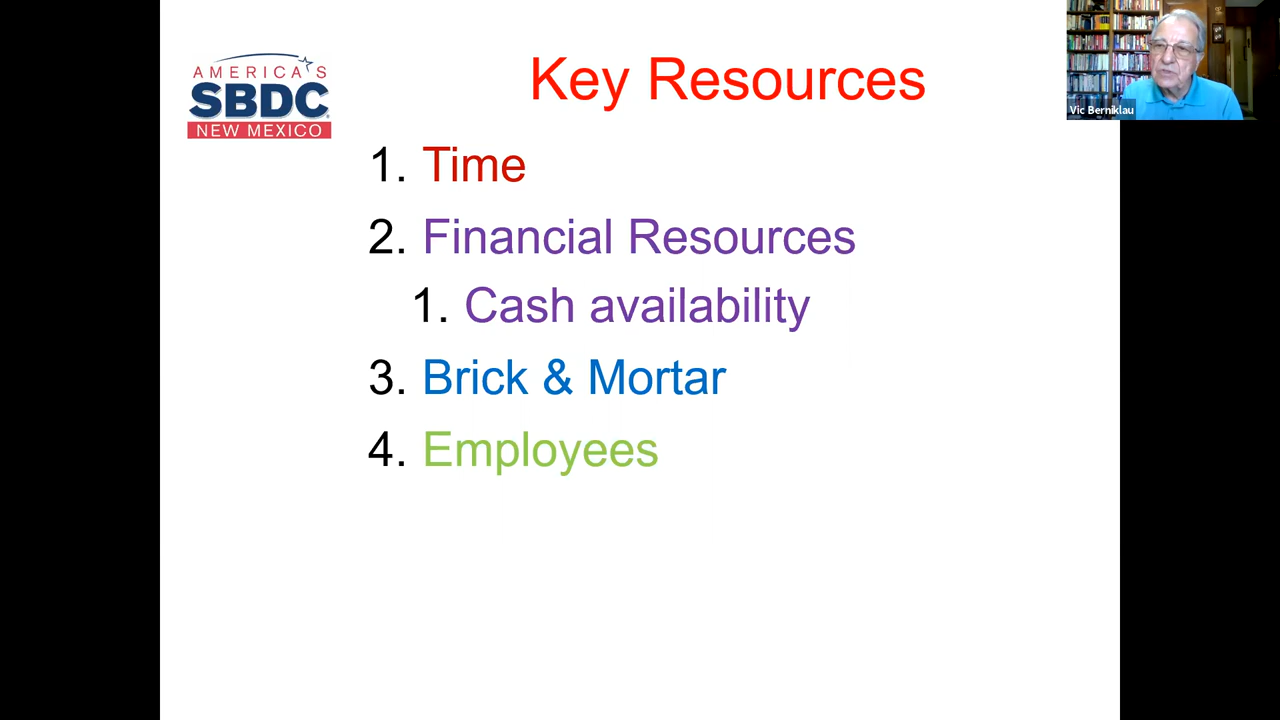 AMERICA'S
SBDC
NEW MEXICO
Key Resources
1. Time
2. Financial Resources
1. Cash availability
3. Brick & Mortar
4. Employees
Vic Berniklau